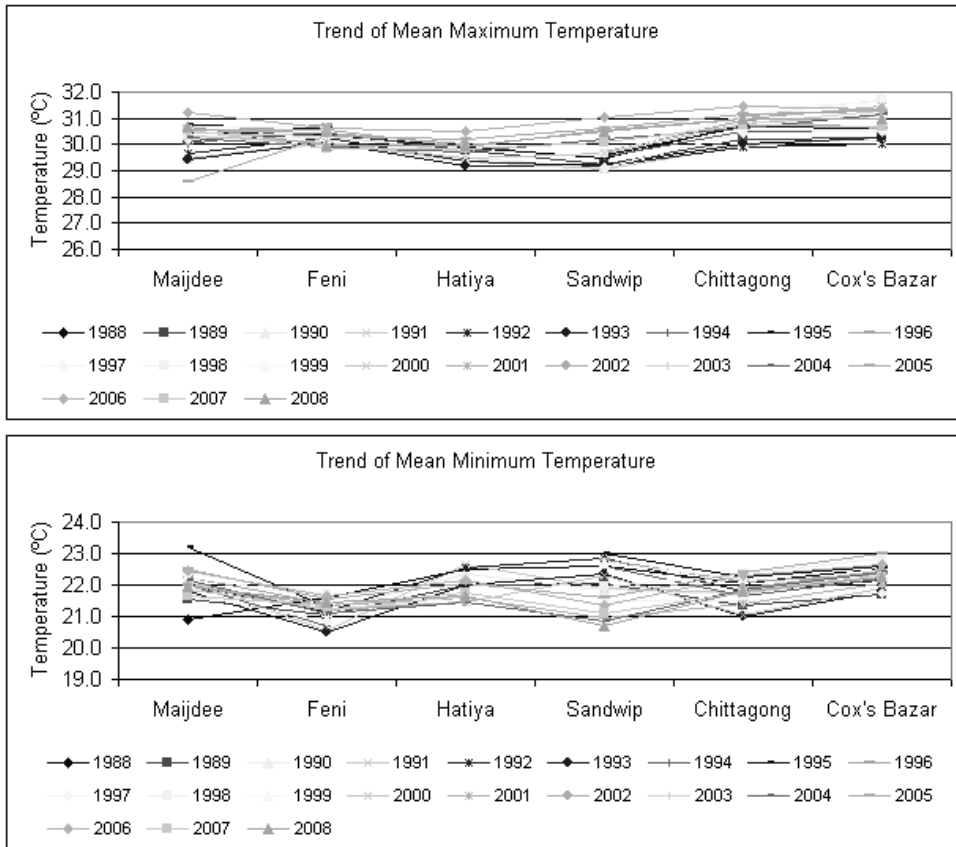 Trend of Mean Maximum Temperature
Temperature (ºC)
32.0
31.0
30.0
29.0
28.0
27.0
26.0
Maijdee Feni Hatiya Sandwip Chittagong Cox's Bazar
1988 1989 1990 1991 1992 1993 1994 1995 1996
1997 1998 1999 2000 2001 2002 2003 2004 2005
2006 2007 2008
Trend of Mean Minimum Temperature
Temperature (ºC)
24.0
23.0
22.0
21.0
20.0
19.0
Maijdee Feni Hatiya Sandwip Chittagong Cox's Bazar
1988 1989 1990 1991 1992 1993 1994 1995 1996
1997 1998 1999 2000 2001 2002 2003 2004 2005
2006 2007 2008